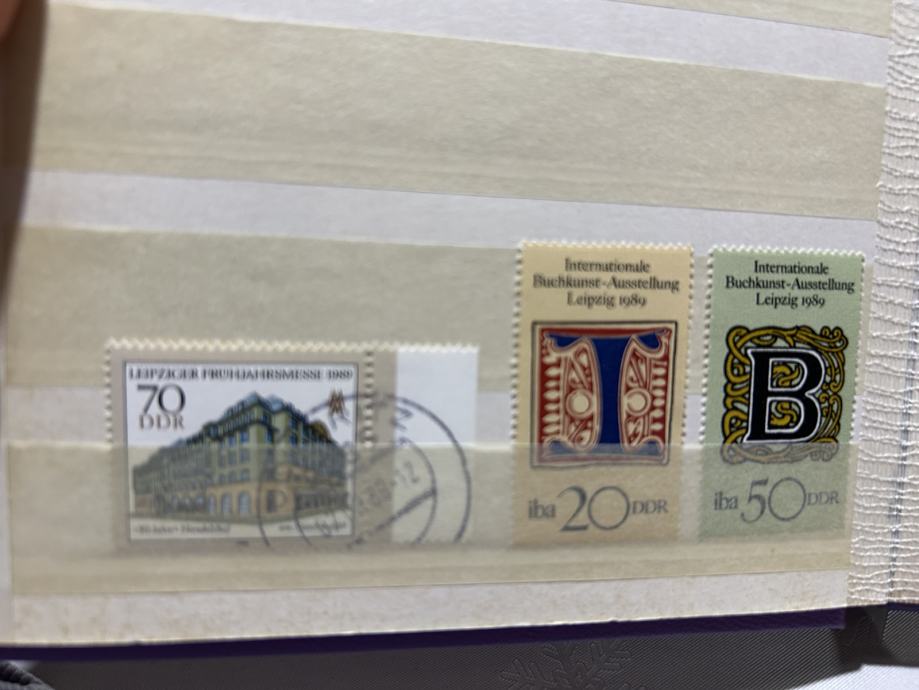 LEIPZIGER FRÜHJAHRSMESSE 1989
70
DDR
Handelshof
Internationale
Buchkunst-Ausstellung
Leipzig 1989
iba 20 DDR
Internationale
Buchkunst-Ausstellung
Leipzig 1989
B
iba 50 DDR